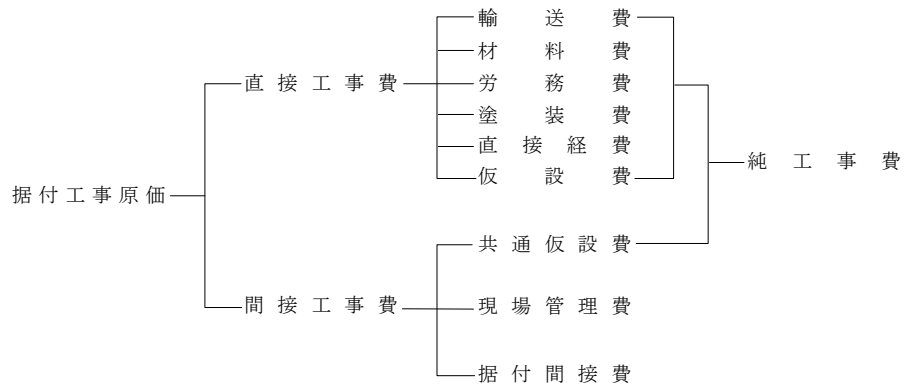 輸送費
材料費
直接工事費
労務費
塗装費
直接経費
純工事費
仮設費
据付工事原価
共通仮設費
間接工事費
現場管理費
据付間接費